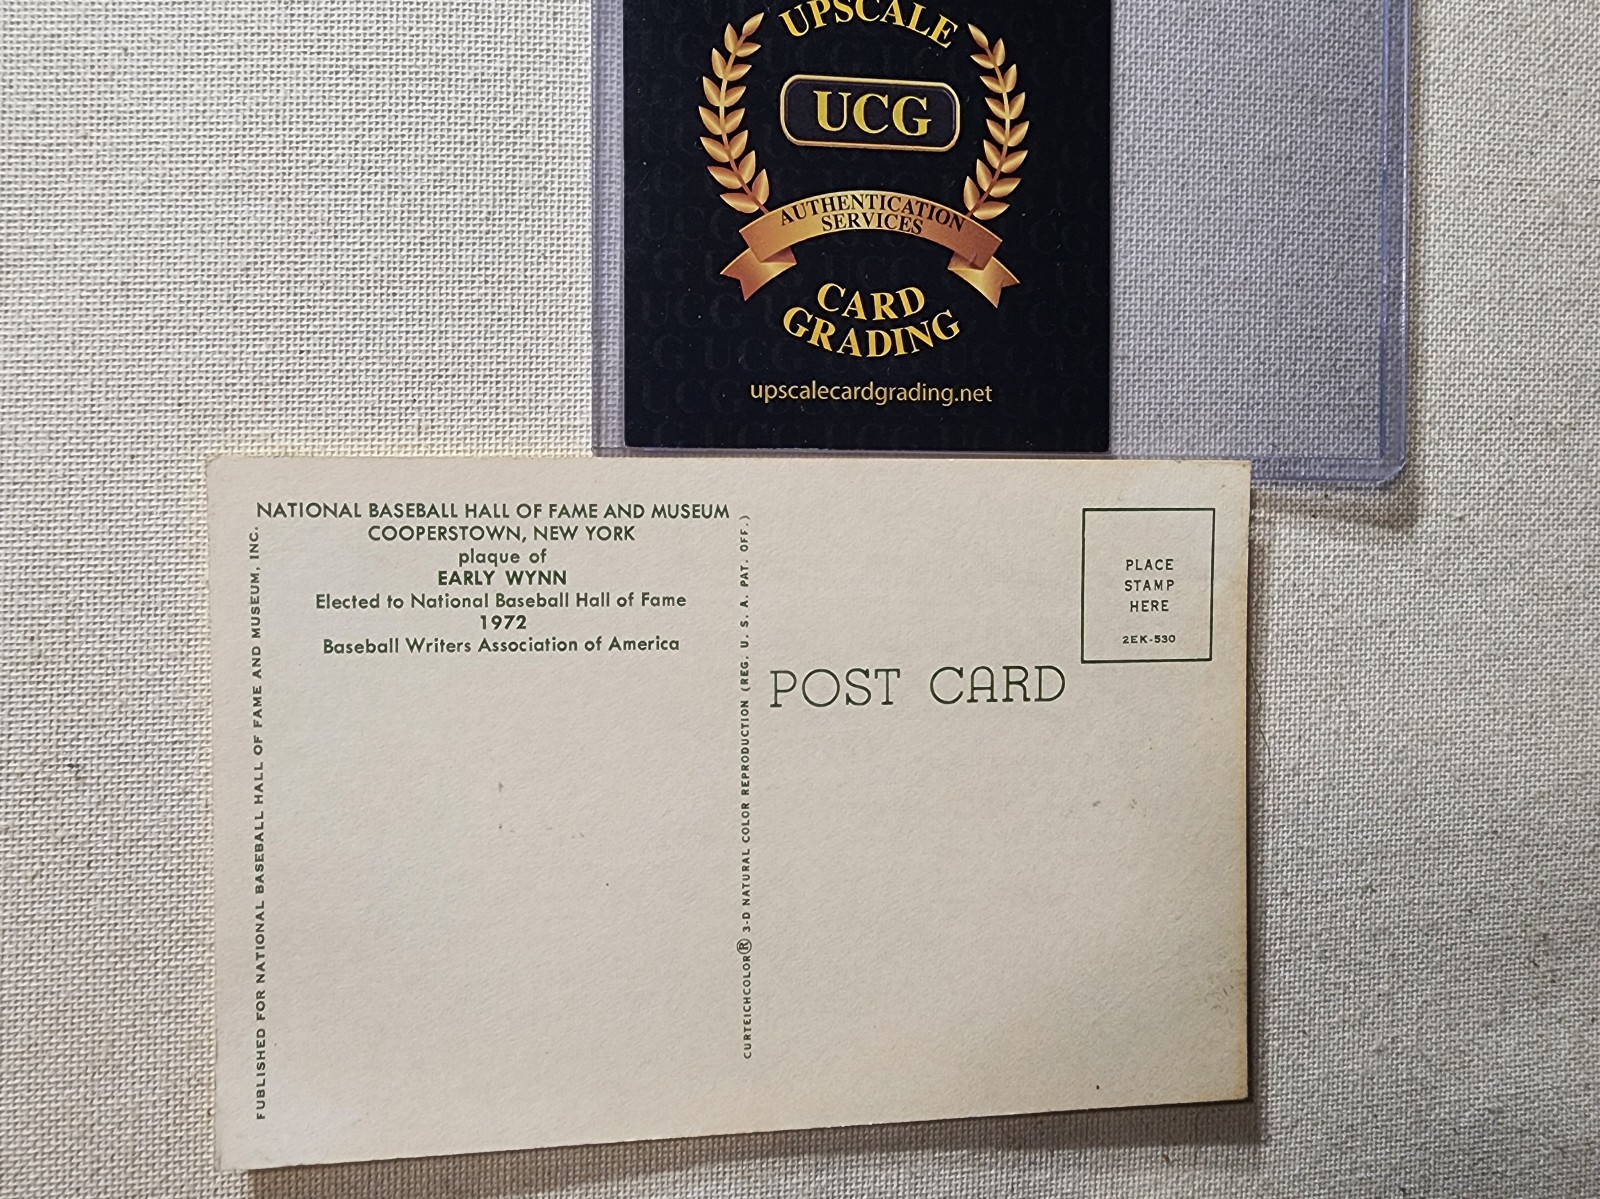 UPSCALE
UCG
AUTHENTICATION
SERVICES
CARD
GRADING
upscalecardgrading.net
NATIONAL BASEBALL HALL OF FAME AND MUSEUM
COOPERSTOWN, NEW YORK
plaque of
EARLY WYNN
Elected to National Baseball Hall of Fame
1972
Baseball Writers Association of America
PUBLISHED FOR NATIONAL BASEBALL HALL OF FAME AND MUSEUM, INC.
CURTEICHCOLOR® 3-D NATURAL COLOR REPRODUCTION (REG. U. S. A. PAT. OFF.)
POST CARD
PLACE
STAMP
HERE
2EK-530